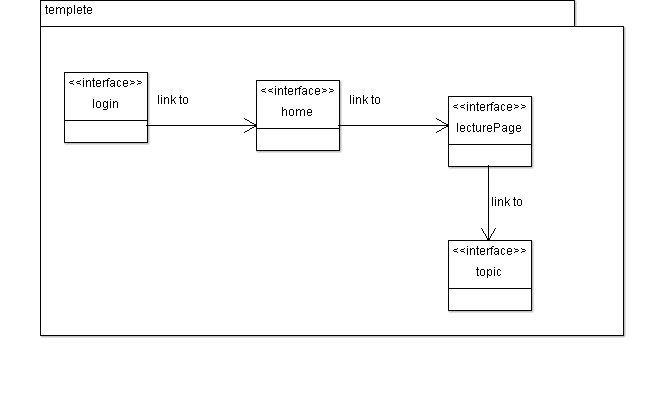 templete
<<interface>>
login
link to
<<interface>>
home
link to
<<interface>>
lecturePage
link to
<<interface>>
topic